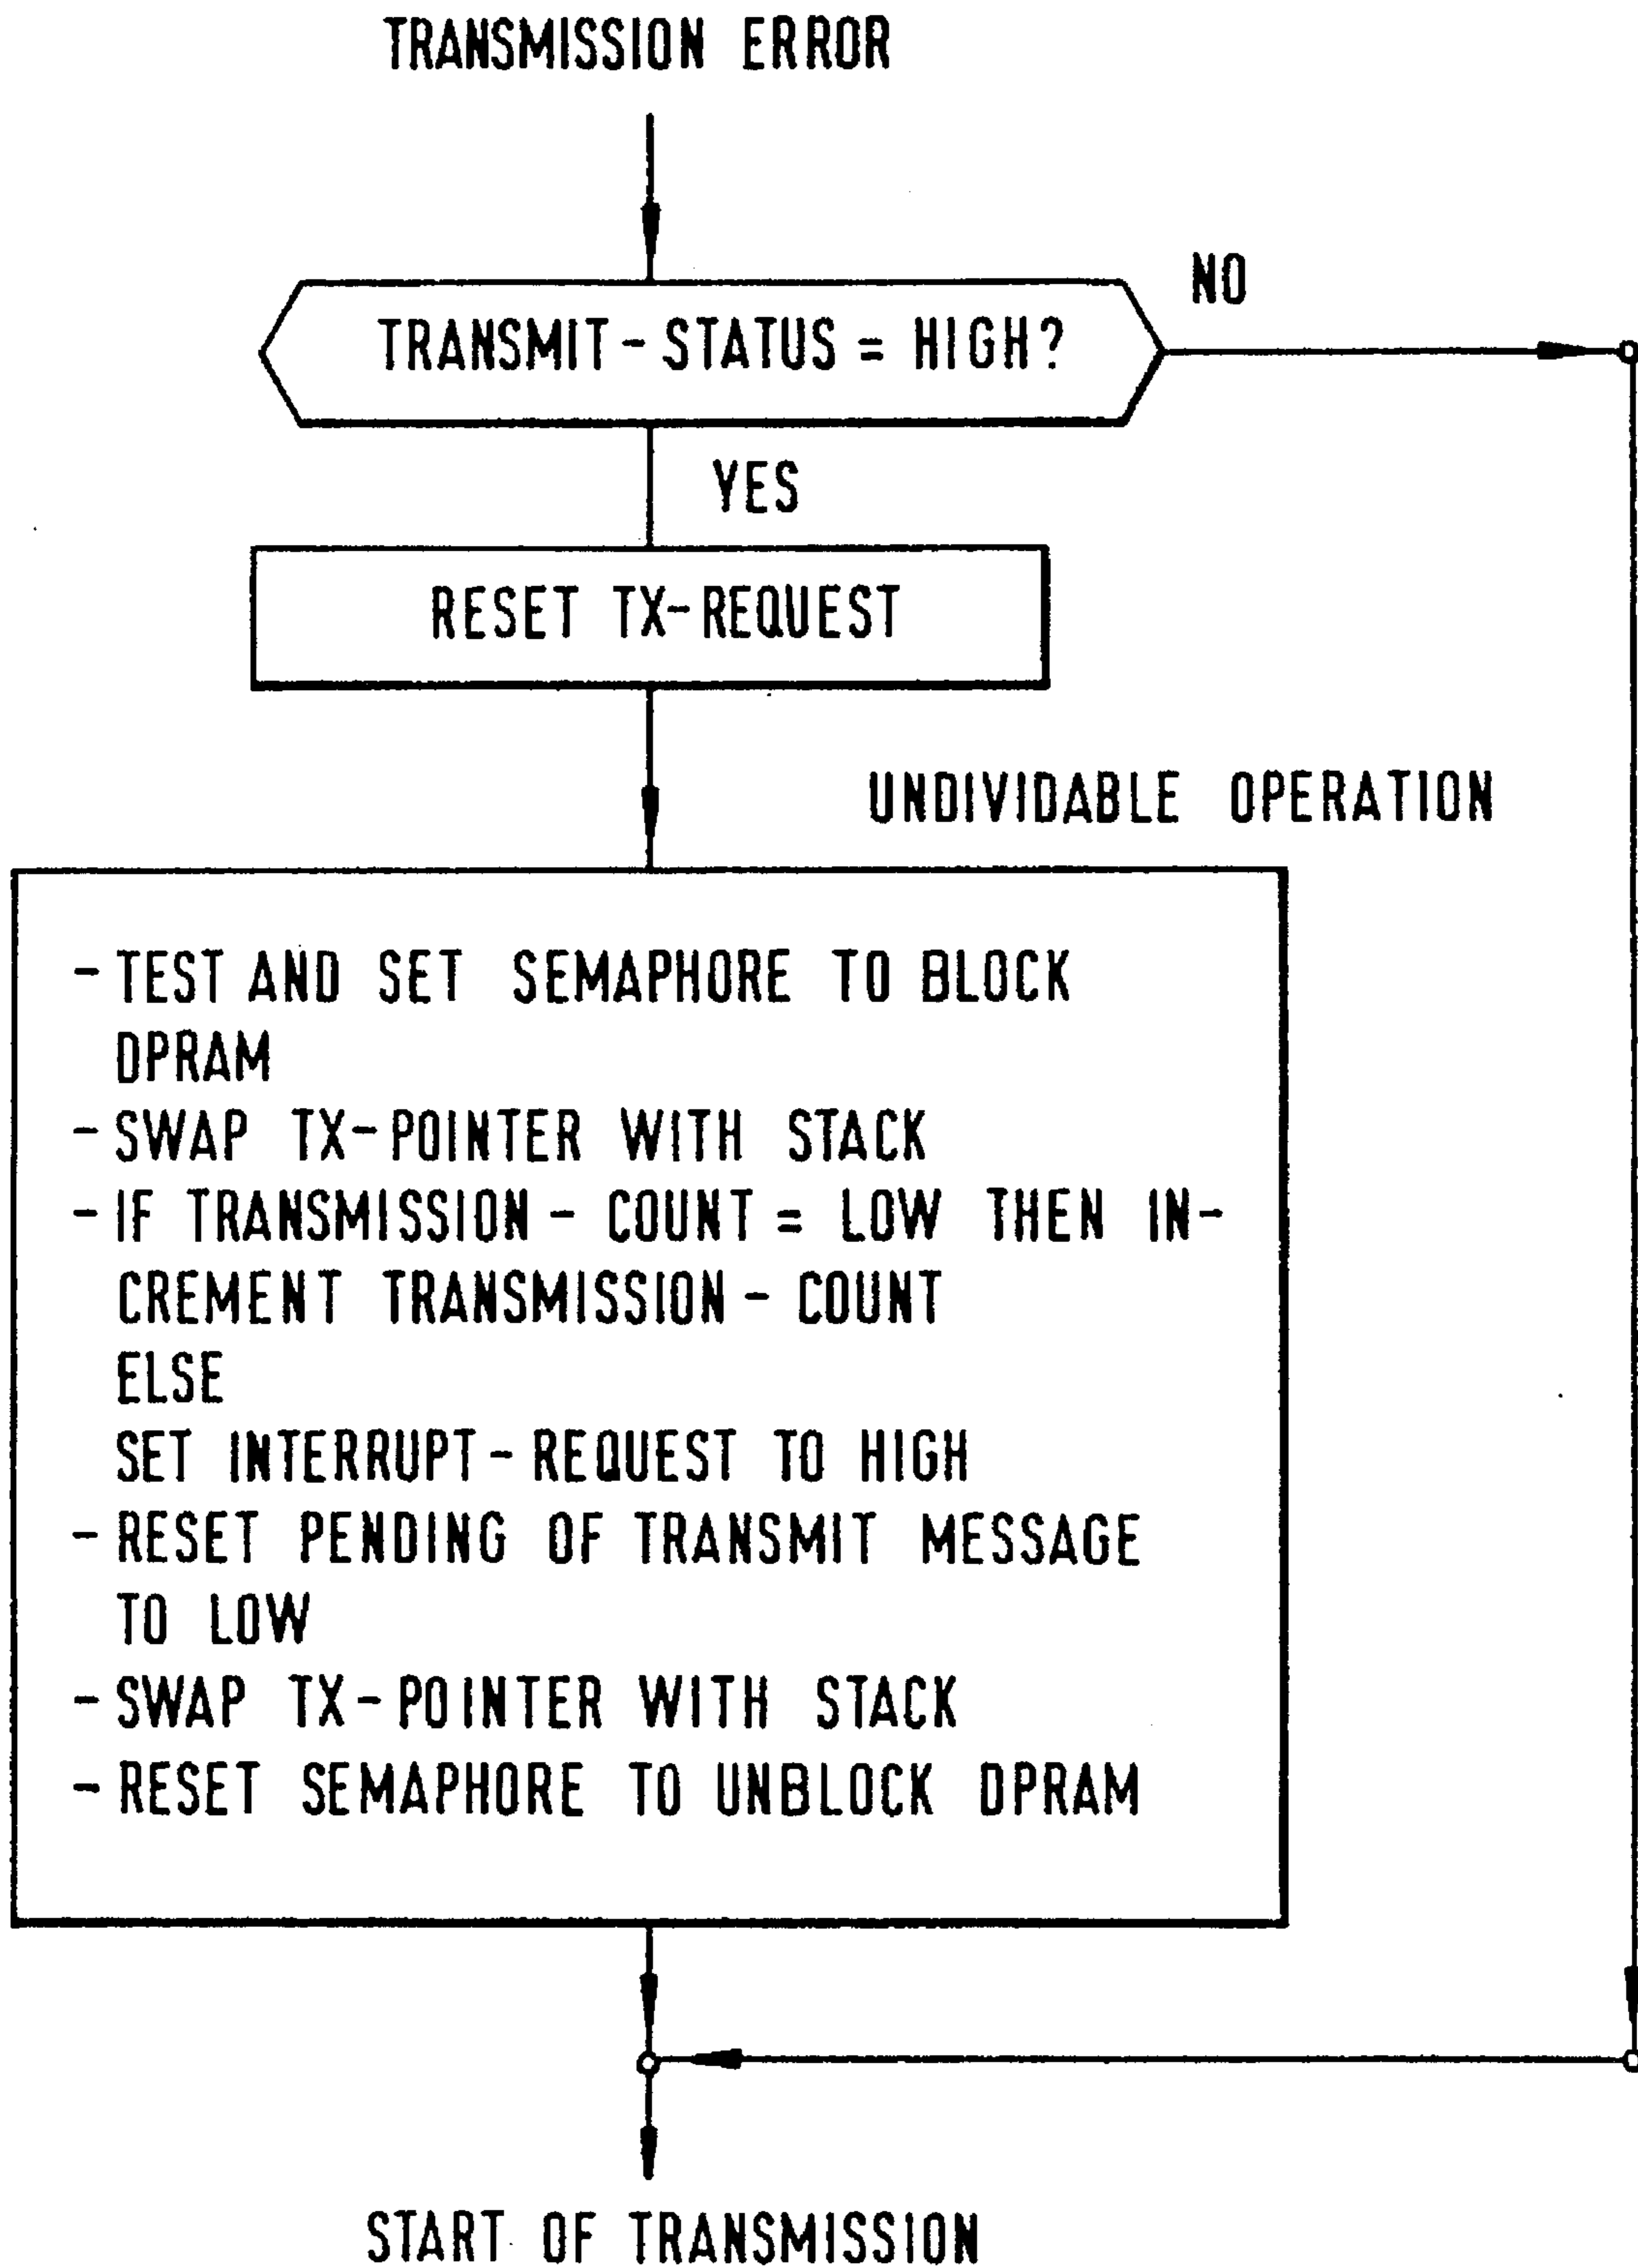 TRANSMISSION ERROR
TRANSMIT-STATUS = HIGH?
NO
YES
RESET TX-REQUEST
UNDIVIDABLE OPERATION
- TEST AND SET SEMAPHORE TO BLOCK
DPRAM
- SWAP TX-POINTER WITH STACK
- IF TRANSMISSION - COUNT = LOW THEN IN-
CREMENT TRANSMISSION - COUNT
ELSE
SET INTERRUPT - REQUEST TO HIGH
- RESET PENDING OF TRANSMIT MESSAGE
TO LOW
- SWAP TX-POINTER WITH STACK
- RESET SEMAPHORE TO UNBLOCK DPRAM
START OF TRANSMISSION